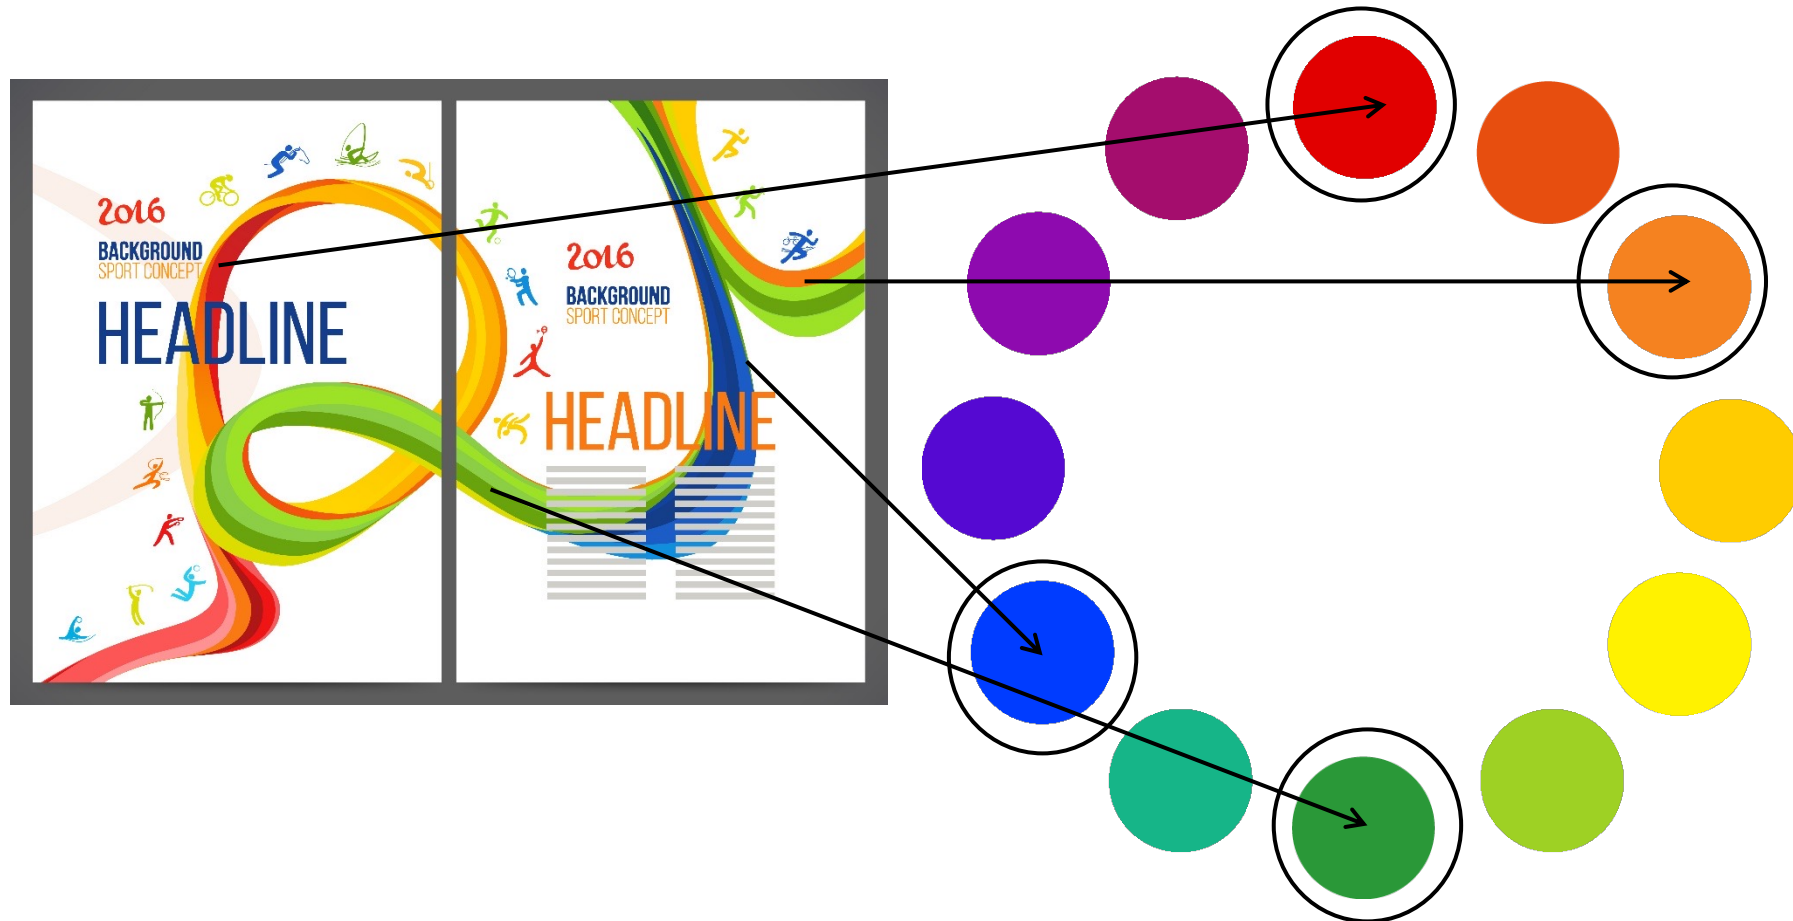 2016
BACKGROUND
SPORT CONCEPT
HEADLINE
2016
BACKGROUND
SPORT CONCEPT
HEADLINE